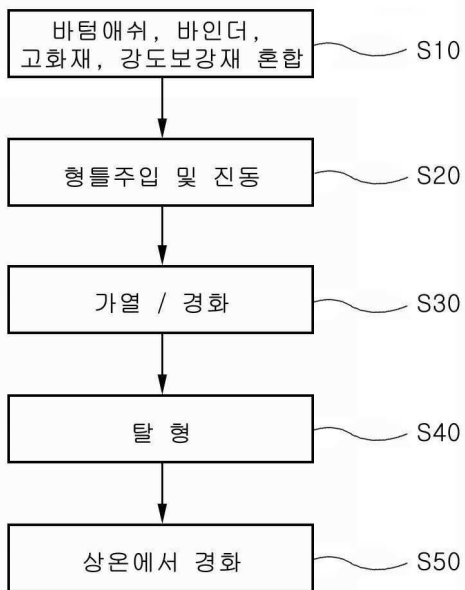 바텀애쉬, 바인더,
고화재, 강도보강재 혼합
S10
형틀주입 및 진동
S20
가열 / 경화
S30
탈 형
S40
상온에서 경화
S50